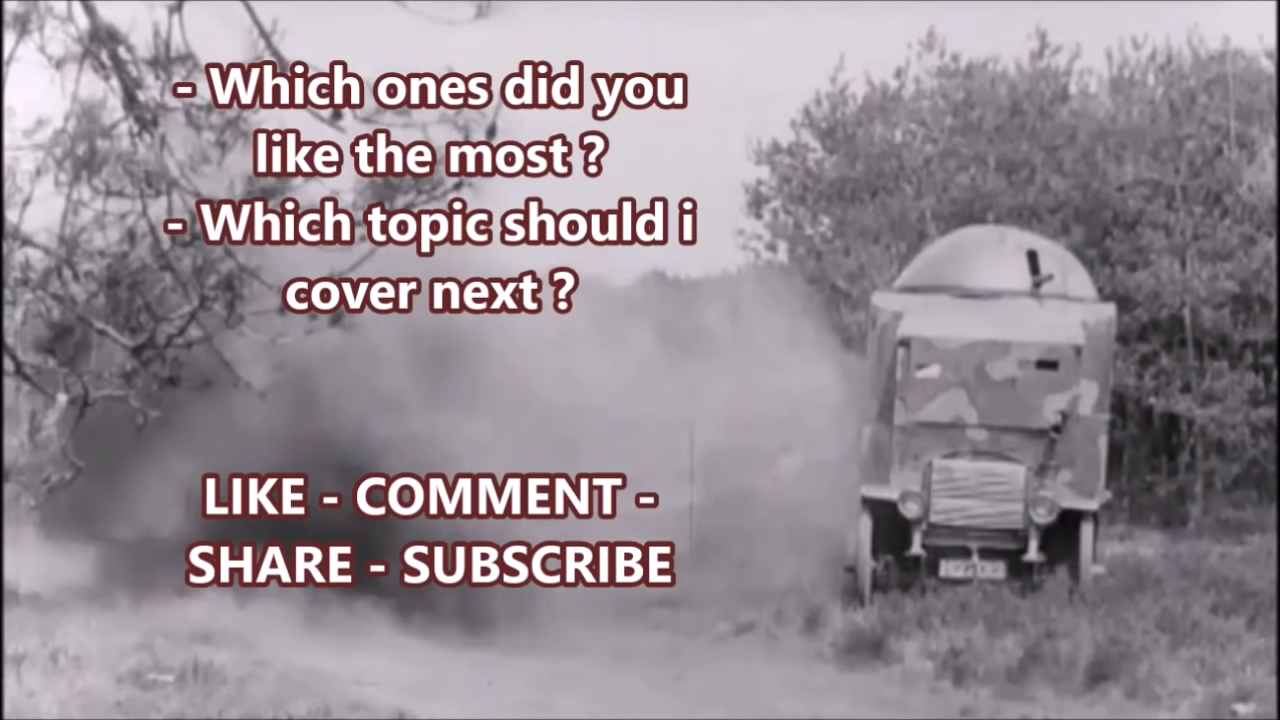 - Which ones did you
like the most ?
- Which topic should i
cover next ?
LIKE - COMMENT -
SHARE - SUBSCRIBE